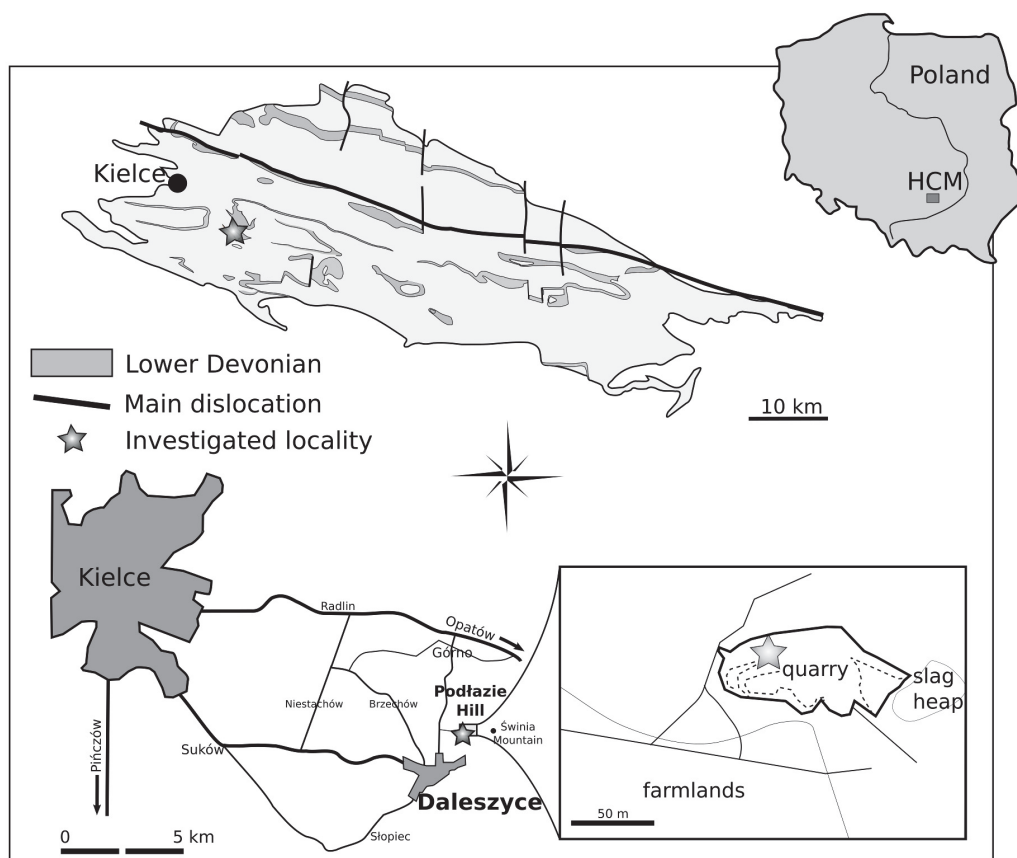 Poland
HCM
Kielce
Lower Devonian
Main dislocation
Investigated locality
10 km
Kielce
Radlin
Opatów
Górno
Podłazie
Hill
Niestachów
Brzechów
Świnia
Mountain
Suków
Pińczów
Daleszyce
Słopiec
0 5 km
quarry
slag
heap
farmlands
50 m